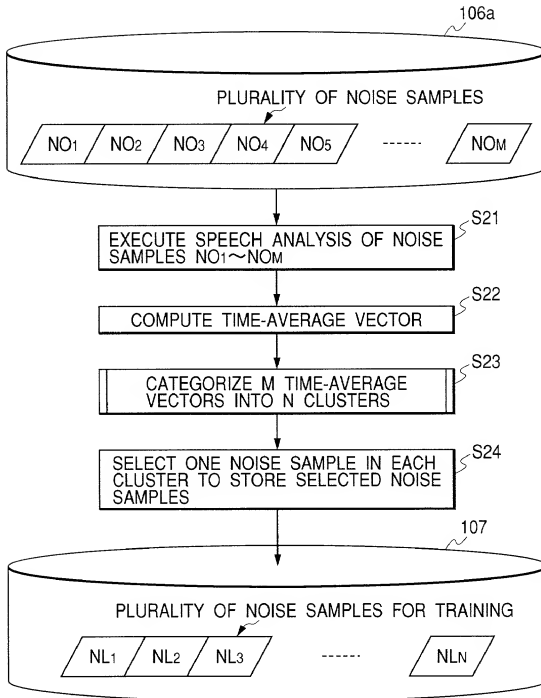 106a
PLURALITY OF NOISE SAMPLES
NO1 NO2 NO3 NO4 NO5 ----- NOM
S21
EXECUTE SPEECH ANALYSIS OF NOISE
SAMPLES NO1~NOM
S22
COMPUTE TIME-AVERAGE VECTOR
S23
CATEGORIZE M TIME-AVERAGE
VECTORS INTO N CLUSTERS
S24
SELECT ONE NOISE SAMPLE IN EACH
CLUSTER TO STORE SELECTED NOISE
SAMPLES
107
PLURALITY OF NOISE SAMPLES FOR TRAINING
NL1 NL2 NL3 ----- NLN